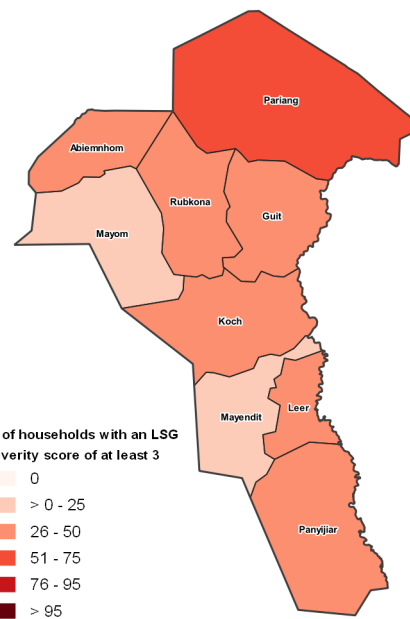 Pariang
Abiemnhom
Rubkona
Guit
Mayom
Koch
Mayendit
Leer
Panyijiar
of households with an LSG
verity score of at least 3
0
> 0 - 25
26 - 50
51 - 75
76 - 95
> 95